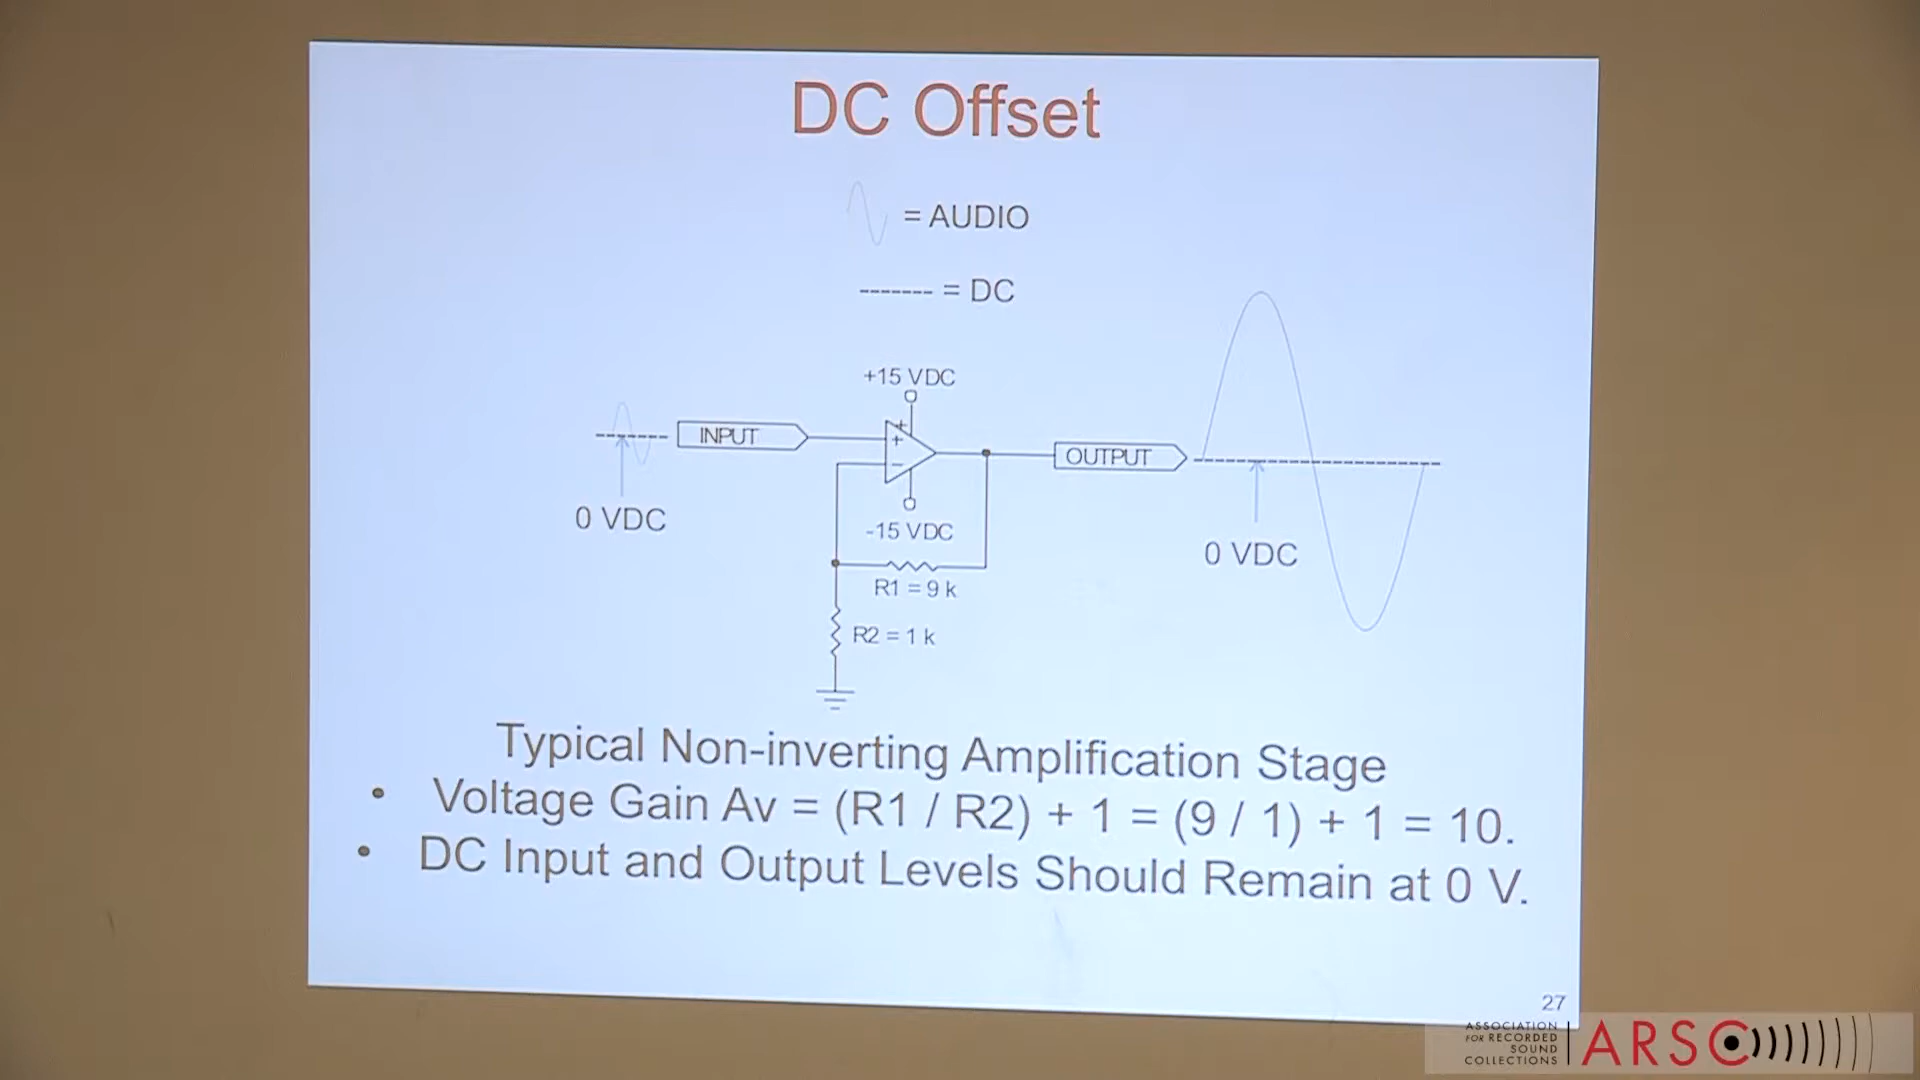 DC Offset
= AUDIO
------- = DC
+15 VDC
INPUT
+
+
−
OUTPUT
0 VDC
-15 VDC
0 VDC
R1 = 9 k
R2 = 1 k
Typical Non-inverting Amplification Stage
• Voltage Gain Av = (R1 / R2) + 1 = (9 / 1) + 1 = 10.
• DC Input and Output Levels Should Remain at 0 V.
27
ASSOCIATION
FOR RECORDED
SOUND
COLLECTIONS
ARSC